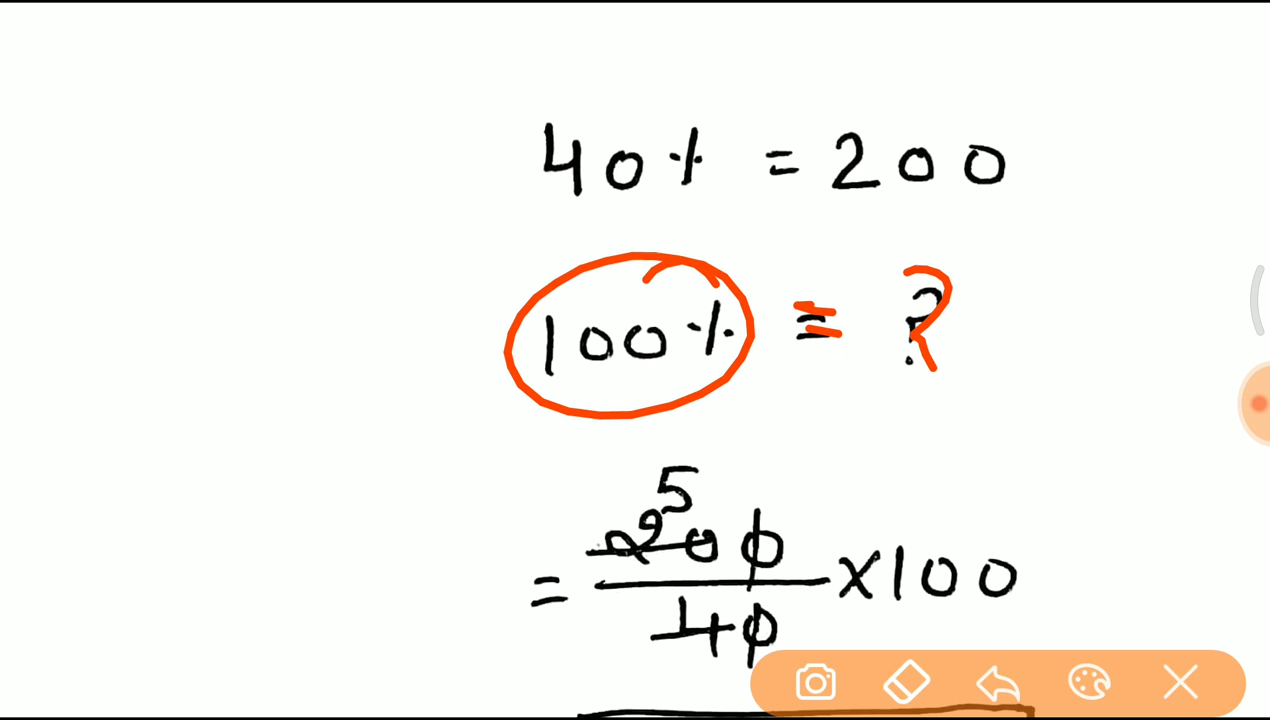 40% = 200
100% = ?
5
= 200/40 ×100